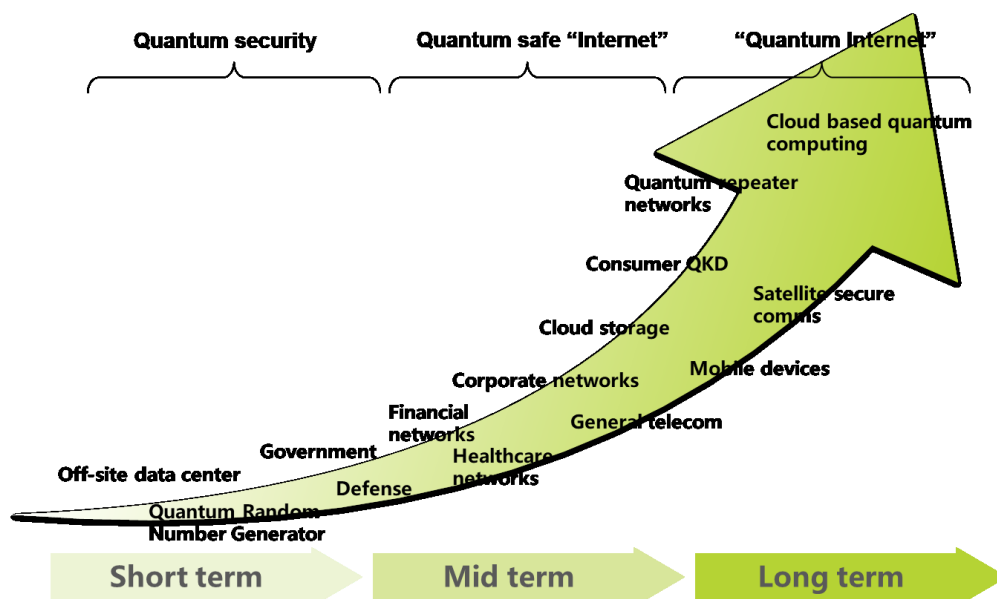 Quantum security
Quantum safe “Internet”
“Quantum Internet”
Cloud based quantum
computing
Quantum repeater
networks
Consumer QKD
Satellite secure
comms
Cloud storage
Mobile devices
Corporate networks
Financial
networks
General telecom
Government
Healthcare
networks
Off-site data center
Defense
Quantum Random
Number Generator
Short term
Mid term
Long term